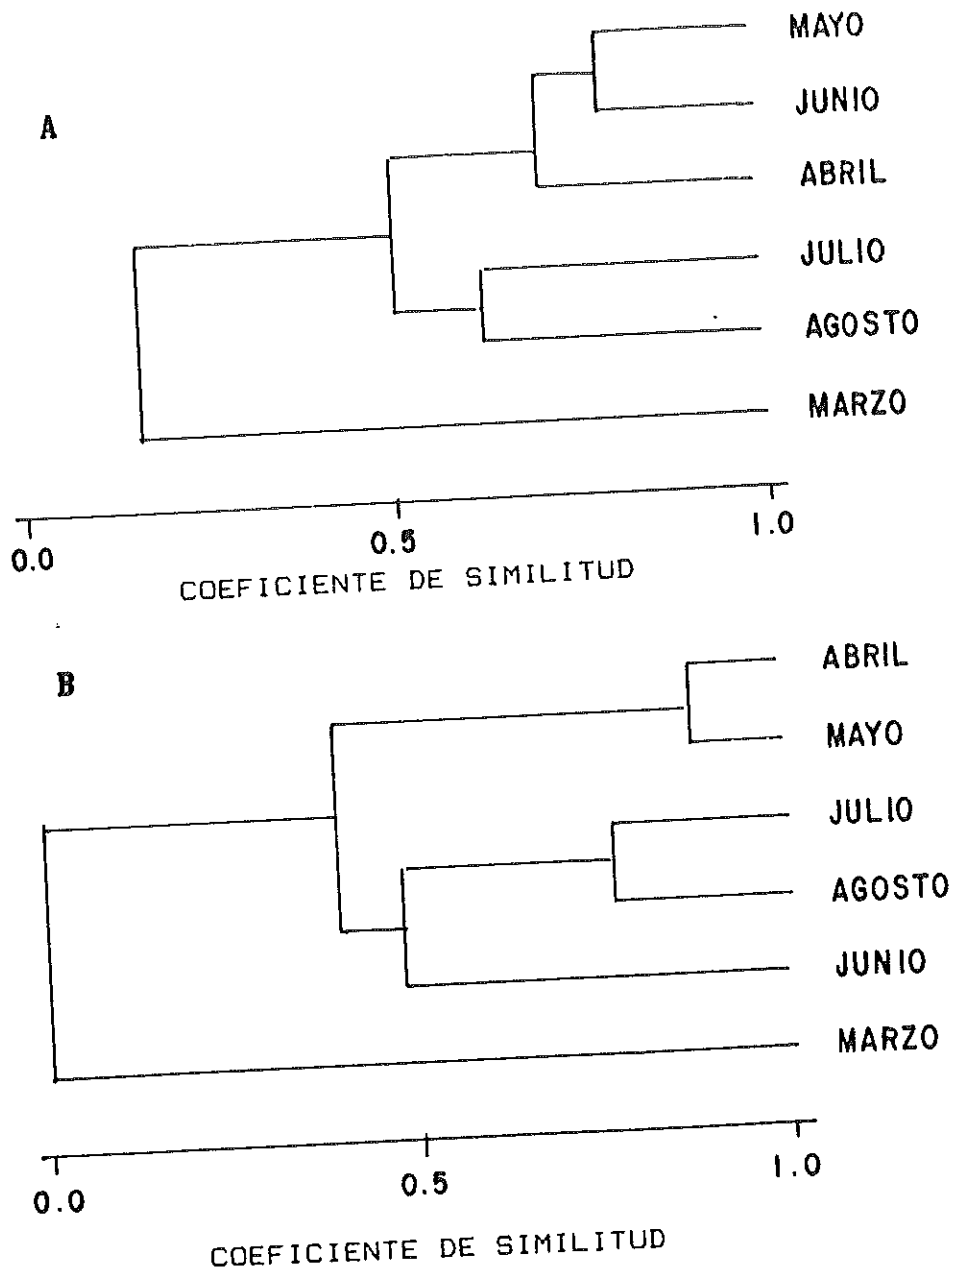 MAYO
A
JUNIO
ABRIL
JULIO
AGOSTO
MARZO
0.0 0.5 1.0
COEFICIENTE DE SIMILITUD
B
ABRIL
MAYO
JULIO
AGOSTO
JUNIO
MARZO
0.0 0.5 1.0
COEFICIENTE DE SIMILITUD